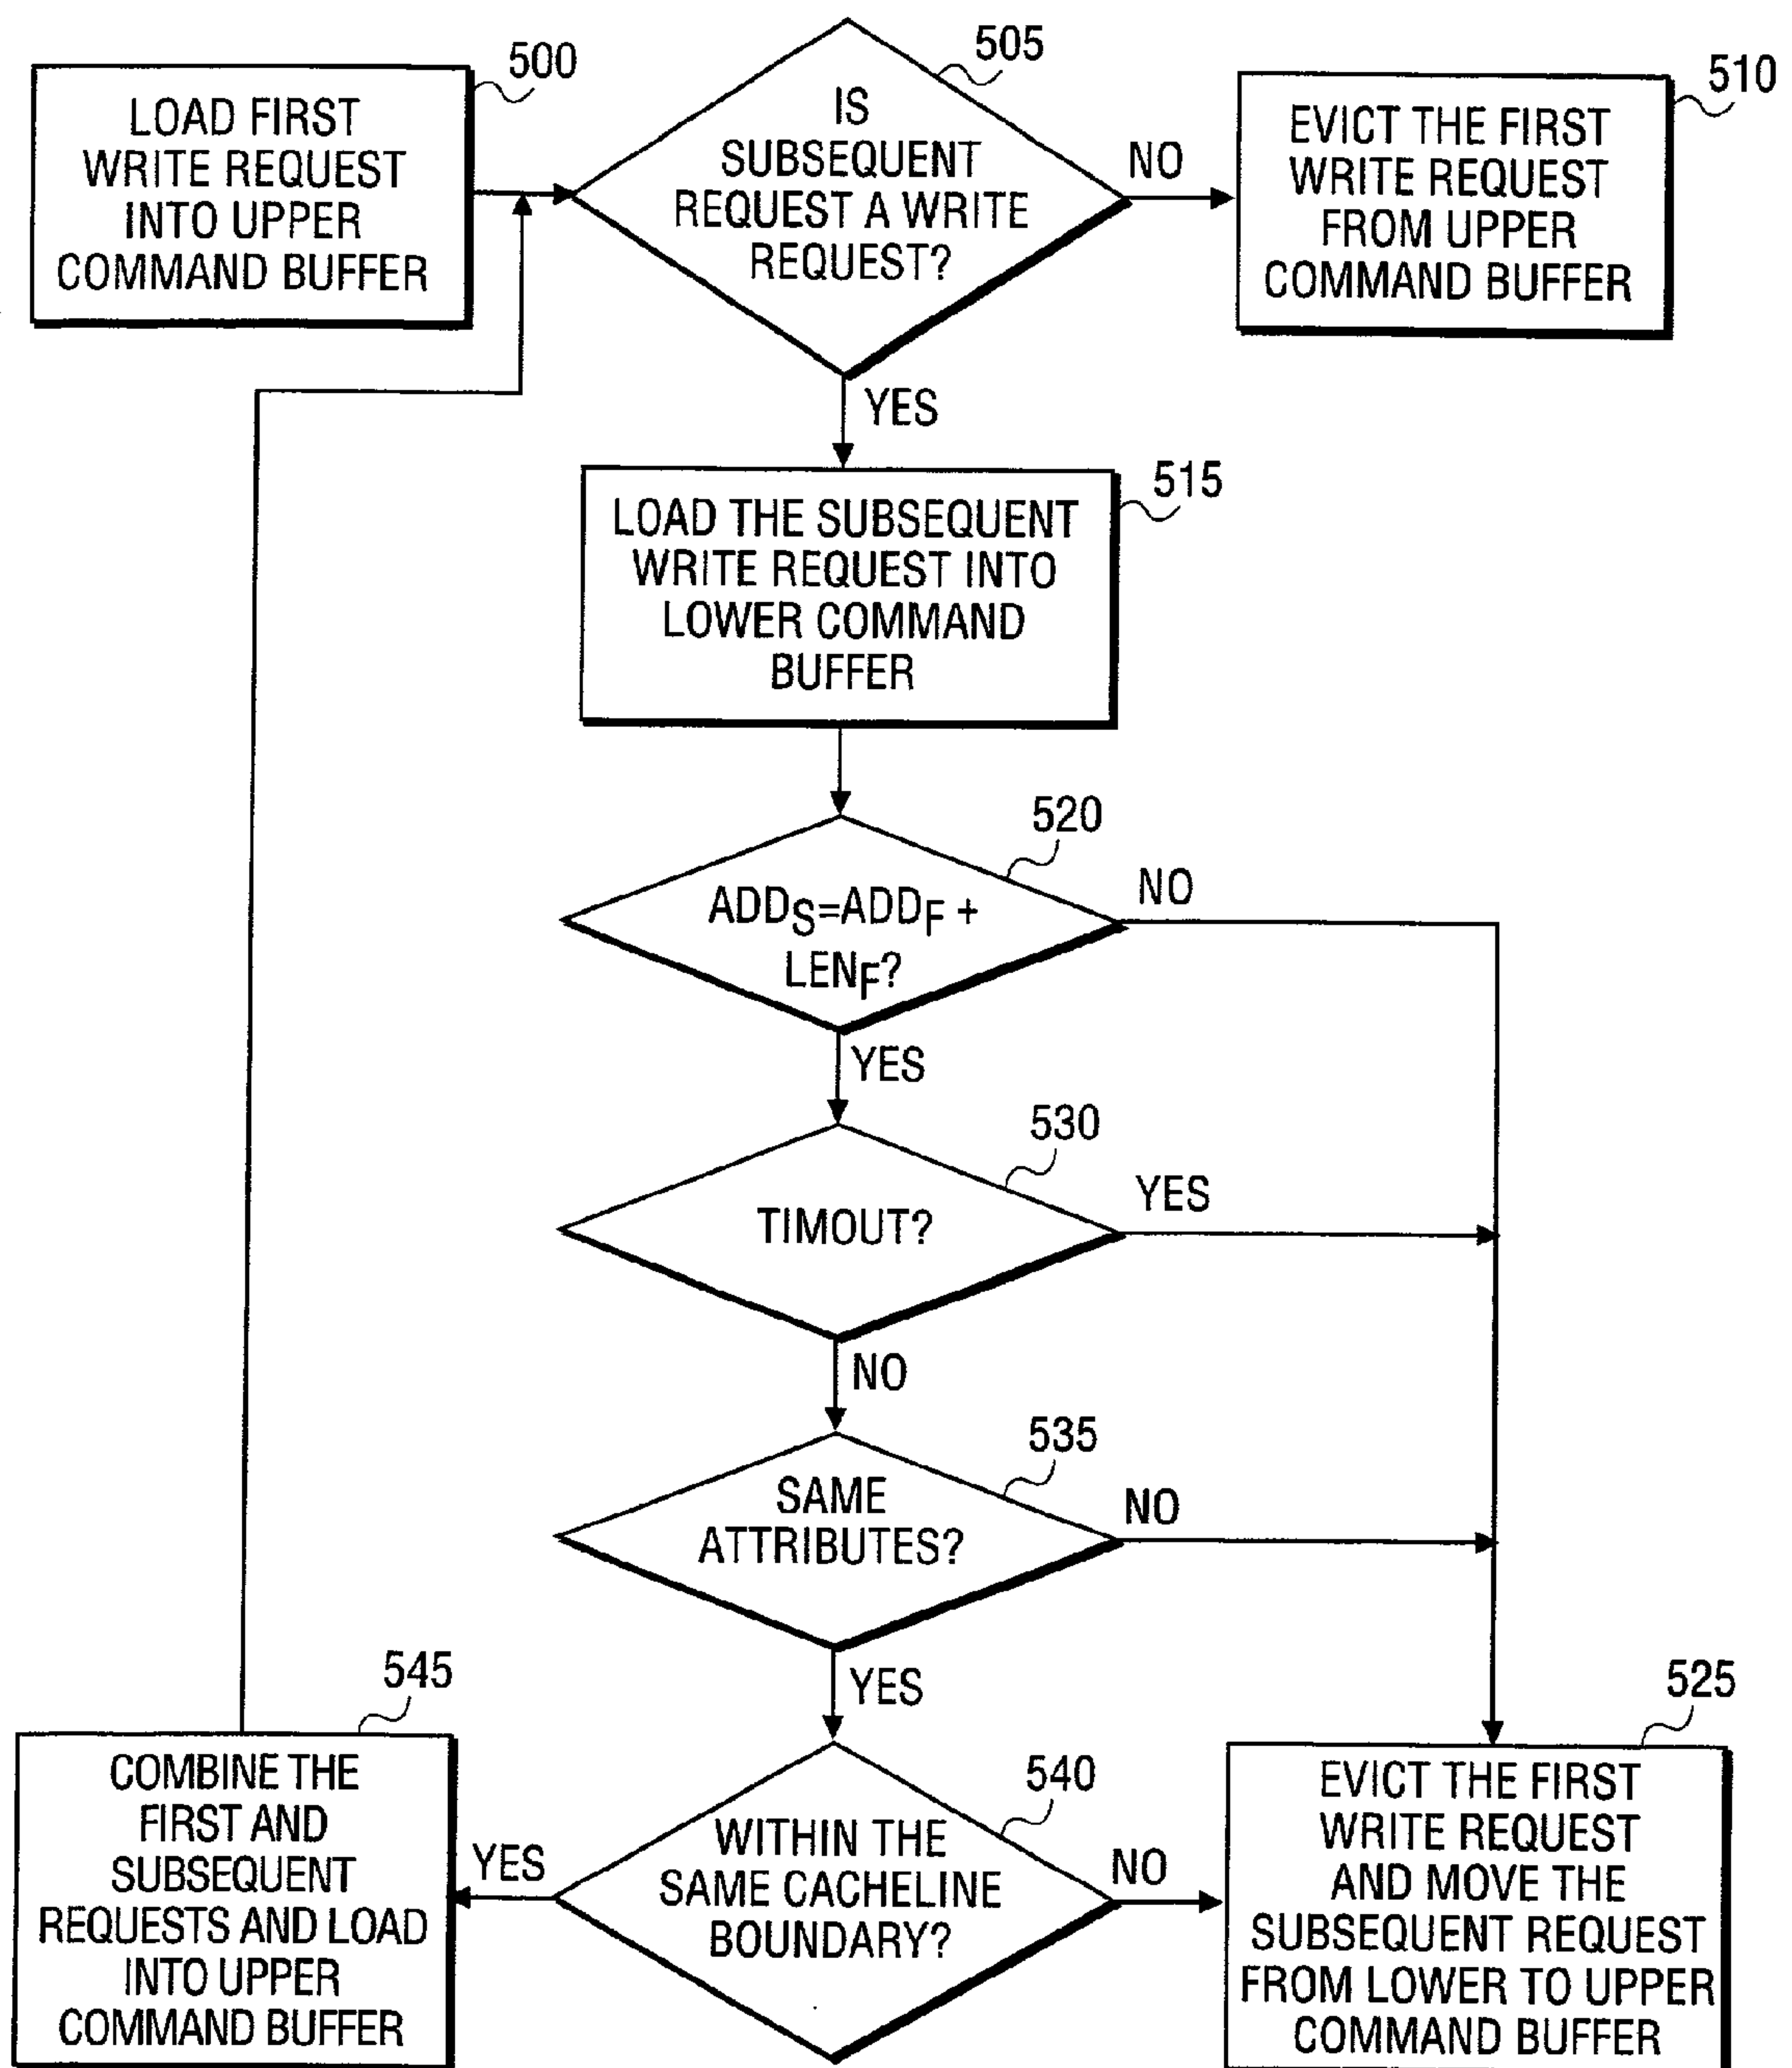 500
LOAD FIRST
WRITE REQUEST
INTO UPPER
COMMAND BUFFER
505
IS
SUBSEQUENT
REQUEST A WRITE
REQUEST?
NO
510
EVICT THE FIRST
WRITE REQUEST
FROM UPPER
COMMAND BUFFER
YES
515
LOAD THE SUBSEQUENT
WRITE REQUEST INTO
LOWER COMMAND
BUFFER
520
ADDS=ADDF +
LENF?
NO
YES
530
TIMOUT?
YES
NO
535
SAME
ATTRIBUTES?
NO
YES
545
COMBINE THE
FIRST AND
SUBSEQUENT
REQUESTS AND LOAD
INTO UPPER
COMMAND BUFFER
YES
540
WITHIN THE
SAME CACHELINE
BOUNDARY?
NO
525
EVICT THE FIRST
WRITE REQUEST
AND MOVE THE
SUBSEQUENT REQUEST
FROM LOWER TO UPPER
COMMAND BUFFER